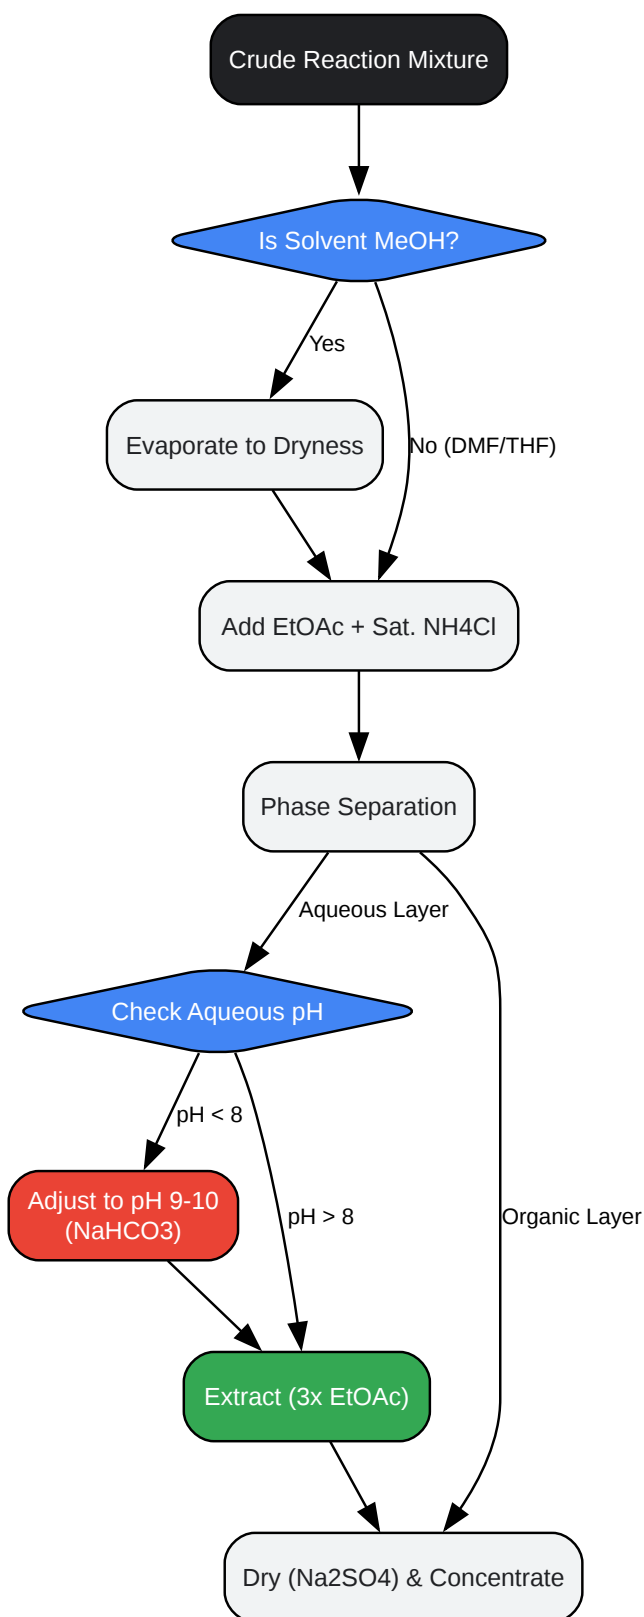 Crude Reaction Mixture
Is Solvent MeOH?
Yes
Evaporate to Dryness
No (DMF/THF)
Add EtOAc + Sat. NH4Cl
Phase Separation
Aqueous Layer
Check Aqueous pH
pH < 8
Adjust to pH 9-10
(NaHCO3)
pH > 8
Organic Layer
Extract (3x EtOAc)
Dry (Na2SO4) & Concentrate